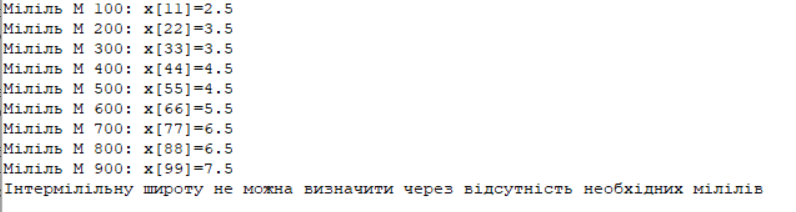 Міліль M 100: x[11]=2.5
Міліль M 200: x[22]=3.5
Міліль M 300: x[33]=3.5
Міліль M 400: x[44]=4.5
Міліль M 500: x[55]=4.5
Міліль M 600: x[66]=5.5
Міліль M 700: x[77]=6.5
Міліль M 800: x[88]=6.5
Міліль M 900: x[99]=7.5
Інтермілільну широту не можна визначити через відсутність необхідних мілілів